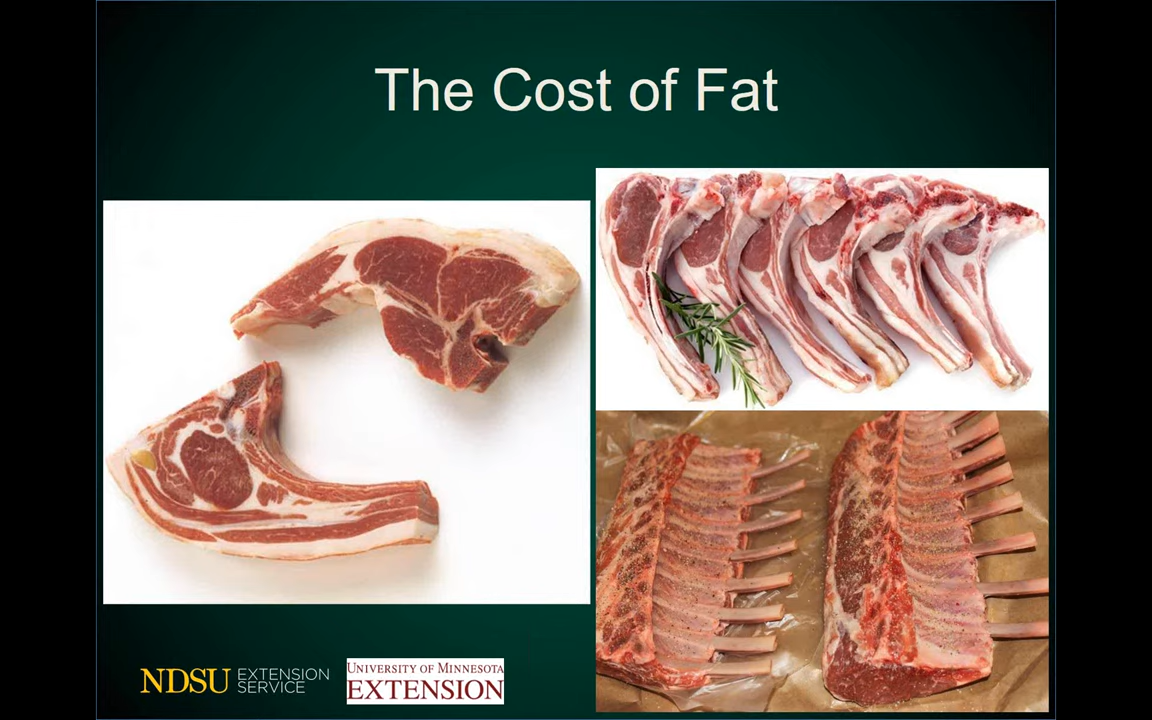 The Cost of Fat
NDSU EXTENSION
SERVICE
UNIVERSITY OF MINNESOTA
EXTENSION